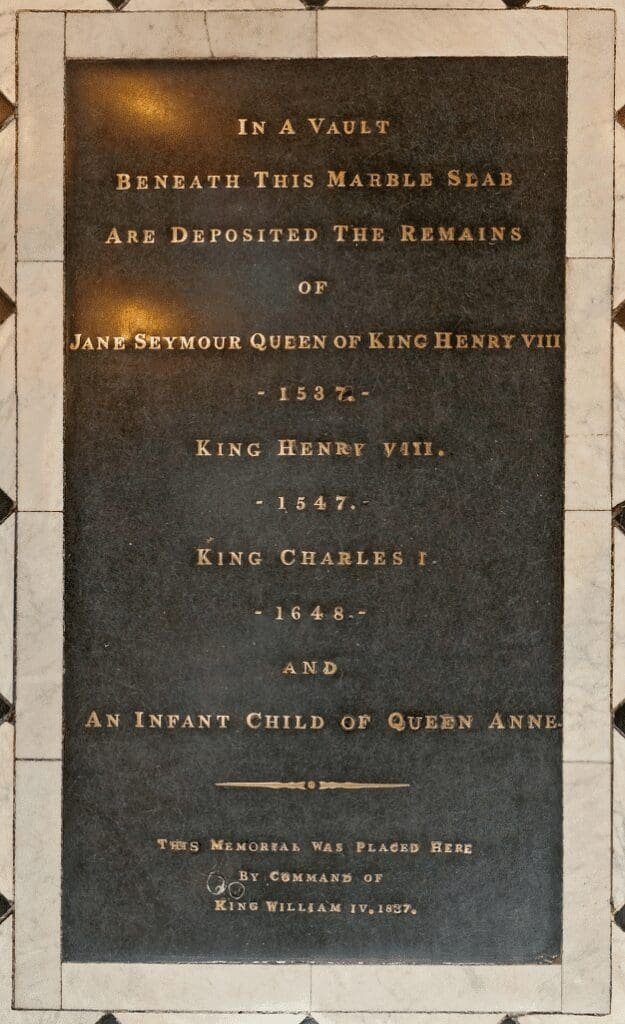 IN A VAULT
BENEATH THIS MARBLE SLAB
ARE DEPOSITED THE REMAINS
OF
JANE SEYMOUR QUEEN OF KING HENRY VIII
- 1537. -
KING HENRY VIII.
- 1547. -
KING CHARLES I.
- 1648. -
AND
AN INFANT CHILD OF QUEEN ANNE.
THIS MEMORIAL WAS PLACED HERE
BY COMMAND OF
KING WILLIAM IV. 1837.